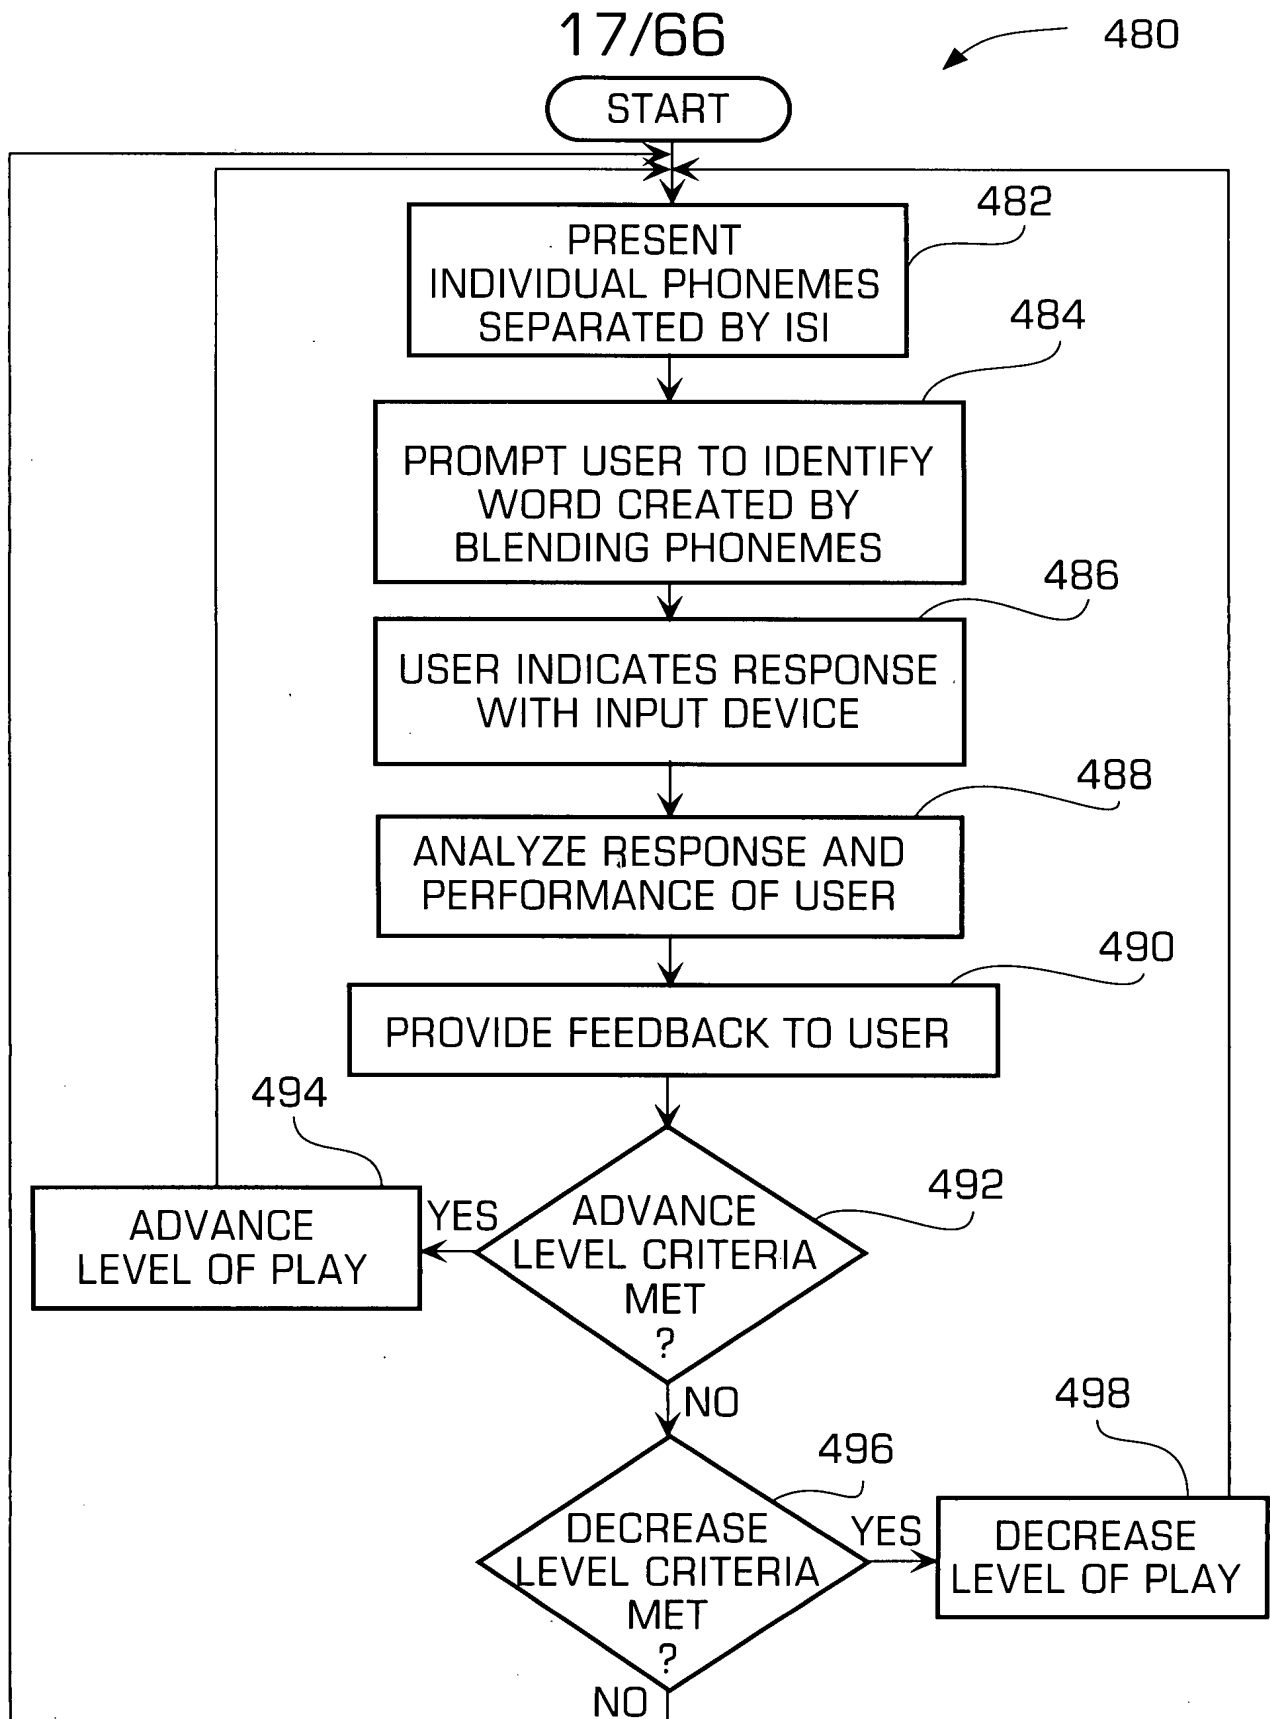 17/66
480
START
482
PRESENT
INDIVIDUAL PHONEMES
SEPARATED BY ISI
484
PROMPT USER TO IDENTIFY
WORD CREATED BY
BLENDING PHONEMES
486
USER INDICATES RESPONSE
WITH INPUT DEVICE
488
ANALYZE RESPONSE AND
PERFORMANCE OF USER
490
PROVIDE FEEDBACK TO USER
494
492
ADVANCE
LEVEL OF PLAY
YES
ADVANCE
LEVEL CRITERIA
MET
?
NO
498
496
DECREASE
LEVEL CRITERIA
MET
?
YES
DECREASE
LEVEL OF PLAY
NO